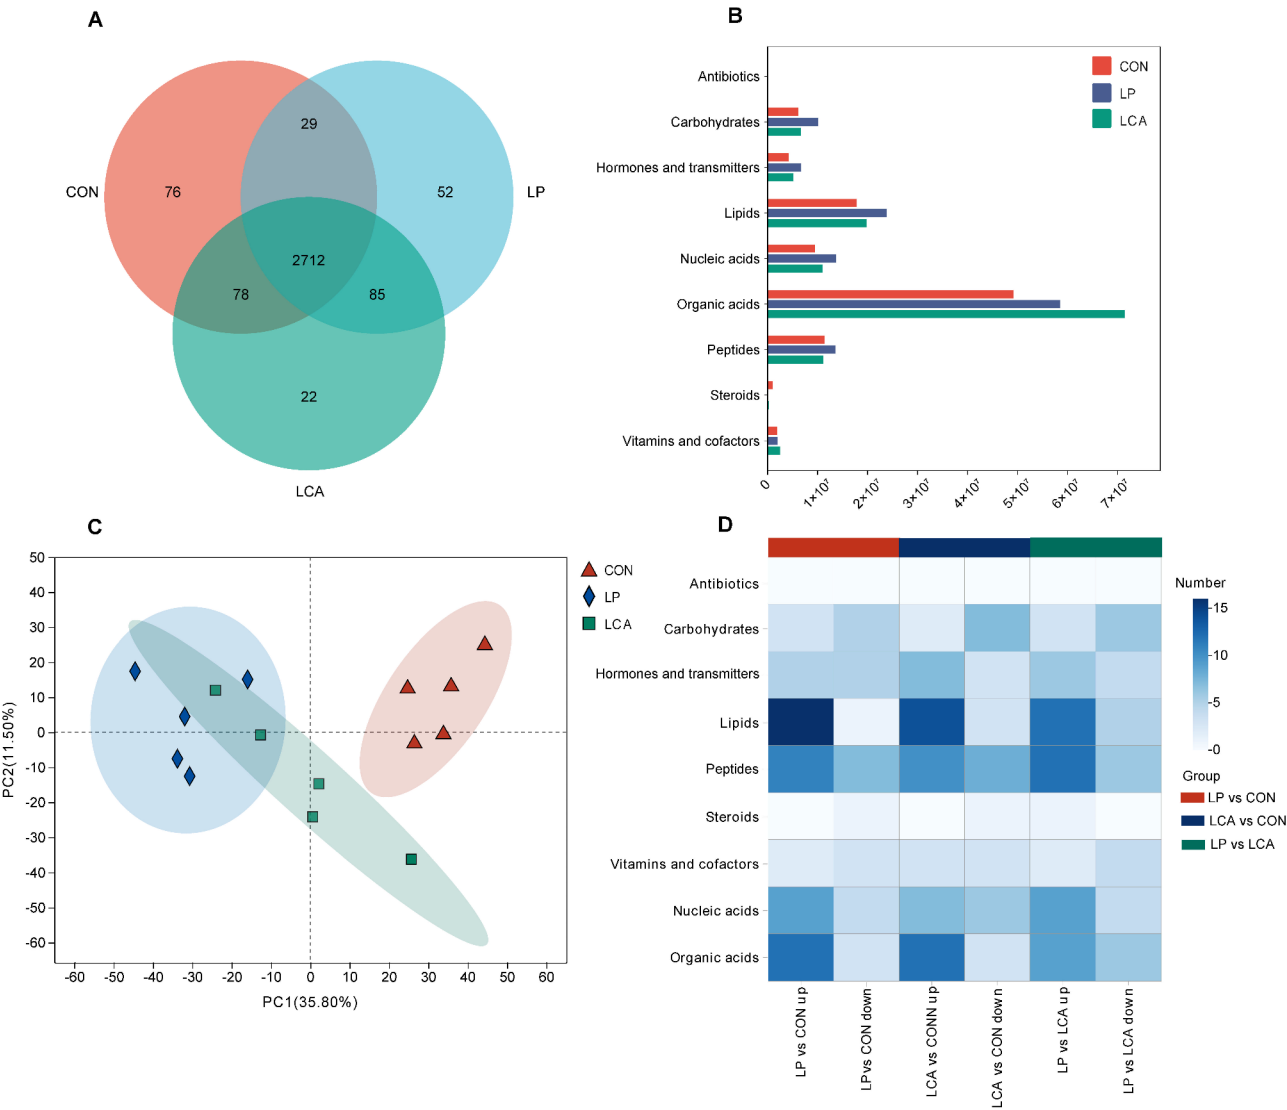 A
CON
LP
LCA
29
76
52
2712
78
85
22
B
Antibiotics
Carbohydrates
Hormones and transmitters
Lipids
Nucleic acids
Organic acids
Peptides
Steroids
Vitamins and cofactors
0
1×10⁷
2×10⁷
3×10⁷
4×10⁷
5×10⁷
6×10⁷
7×10⁷
CON
LP
LCA
C
PC2(11.50%)
50
40
30
20
10
0
-10
-20
-30
-40
-50
-60
-60 -50 -40 -30 -20 -10 0 10 20 30 40 50 60
PC1(35.80%)
CON
LP
LCA
D
Antibiotics
Carbohydrates
Hormones and transmitters
Lipids
Peptides
Steroids
Vitamins and cofactors
Nucleic acids
Organic acids
LP vs CON up
LPvs CON down
LCA vs CONN up
LCA vs CON down
LP vs LCA up
LP vs LCA down
Number
15
10
5
0
Group
LP vs CON
LCA vs CON
LP vs LCA